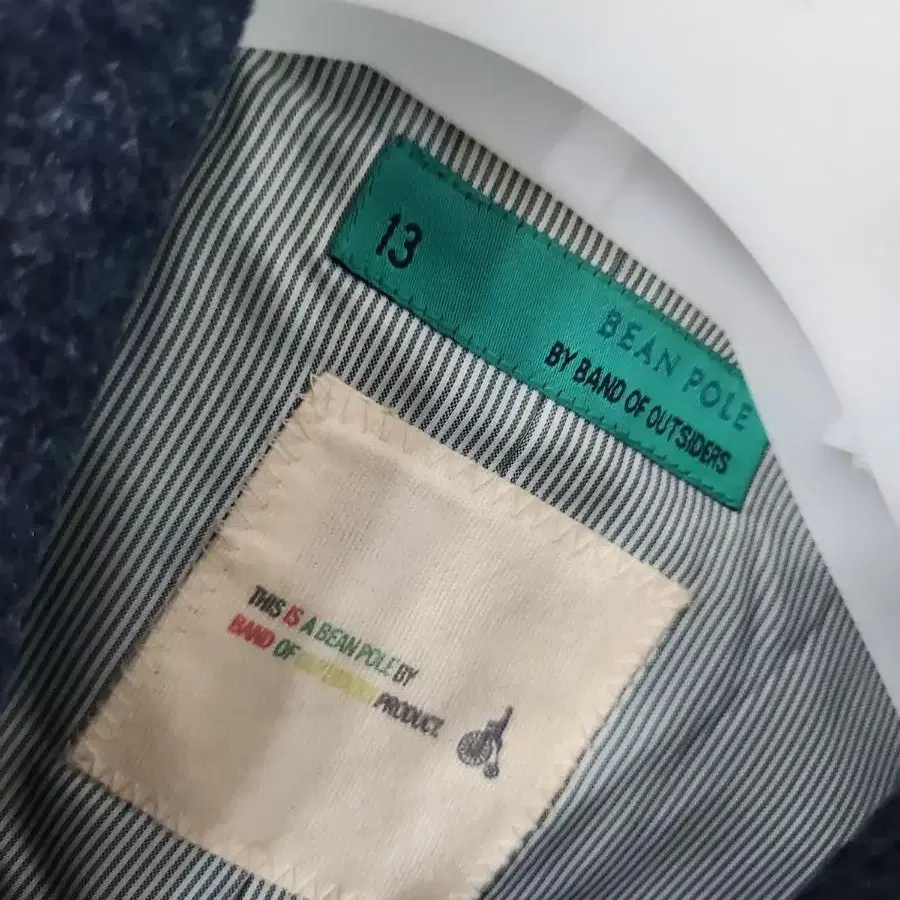 13
BEAN POLE
BY BAND OF OUTSIDERS
THIS IS A BEAN POLE BY
BAND OF OUTSIDERS PRODUCT.